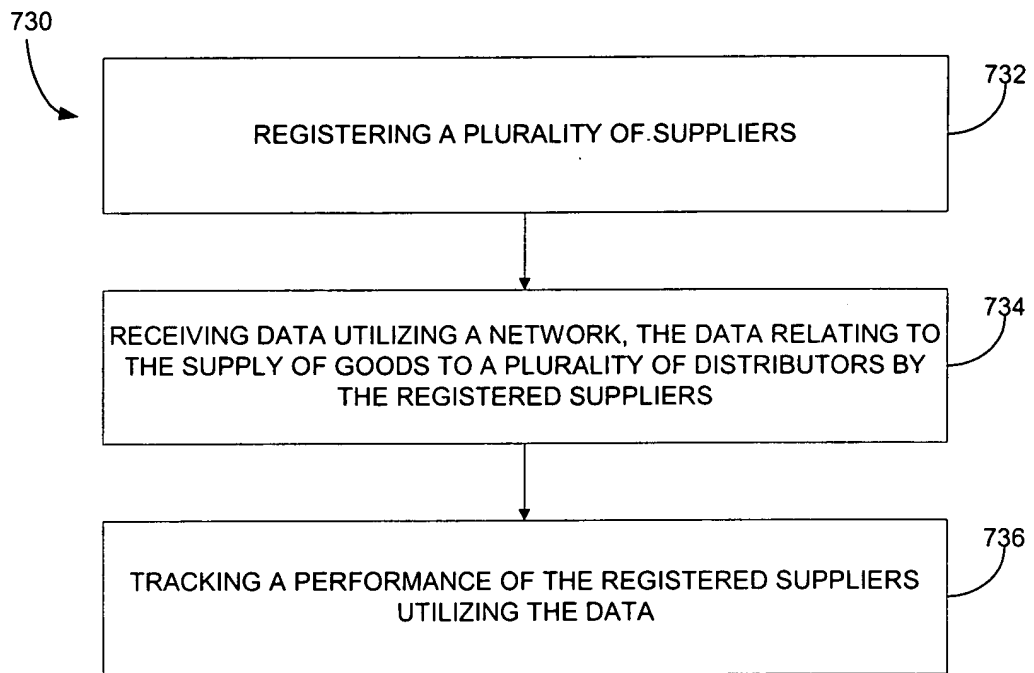 730
732
REGISTERING A PLURALITY OF SUPPLIERS
734
RECEIVING DATA UTILIZING A NETWORK, THE DATA RELATING TO
THE SUPPLY OF GOODS TO A PLURALITY OF DISTRIBUTORS BY
THE REGISTERED SUPPLIERS
736
TRACKING A PERFORMANCE OF THE REGISTERED SUPPLIERS
UTILIZING THE DATA